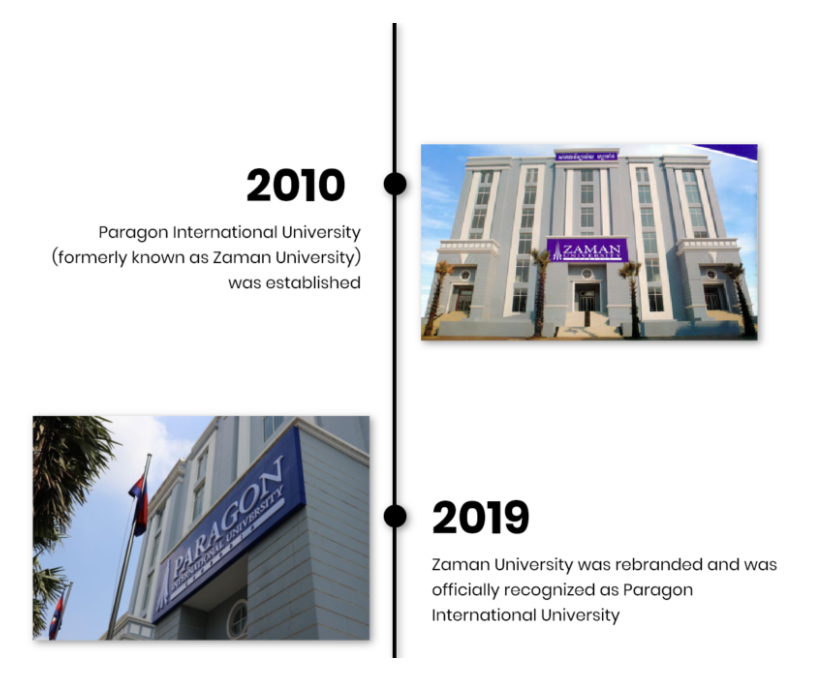 2010
Paragon International University
(formerly known as Zaman University)
was established
ZAMAN
UNIVERSITY
PARAGON
INTERNATIONAL UNIVERSITY
2019
Zaman University was rebranded and was
officially recognized as Paragon
International University